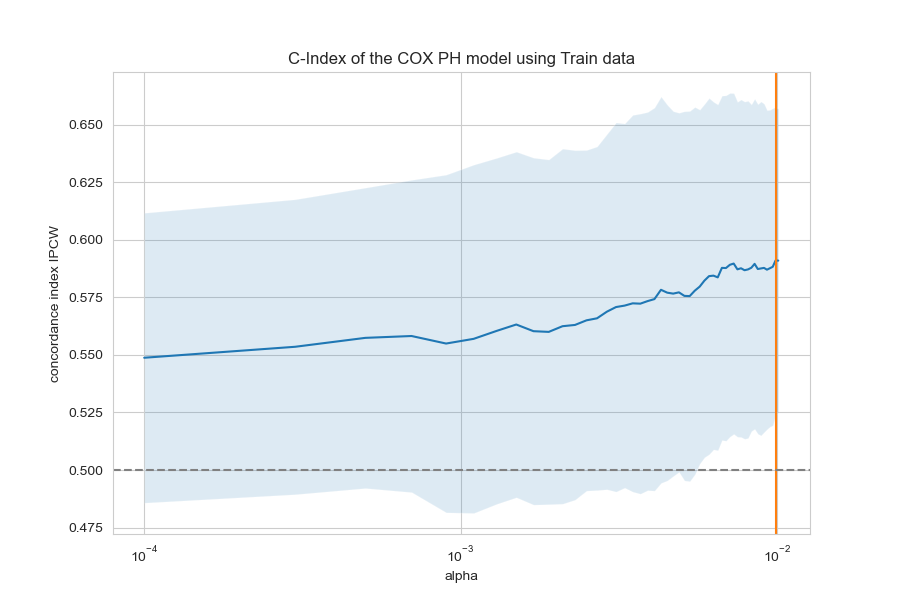 C-Index of the COX PH model using Train data
concordance index IPCW
0.650
0.625
0.600
0.575
0.550
0.525
0.500
0.475
10⁻⁴ 10⁻³ 10⁻²
alpha